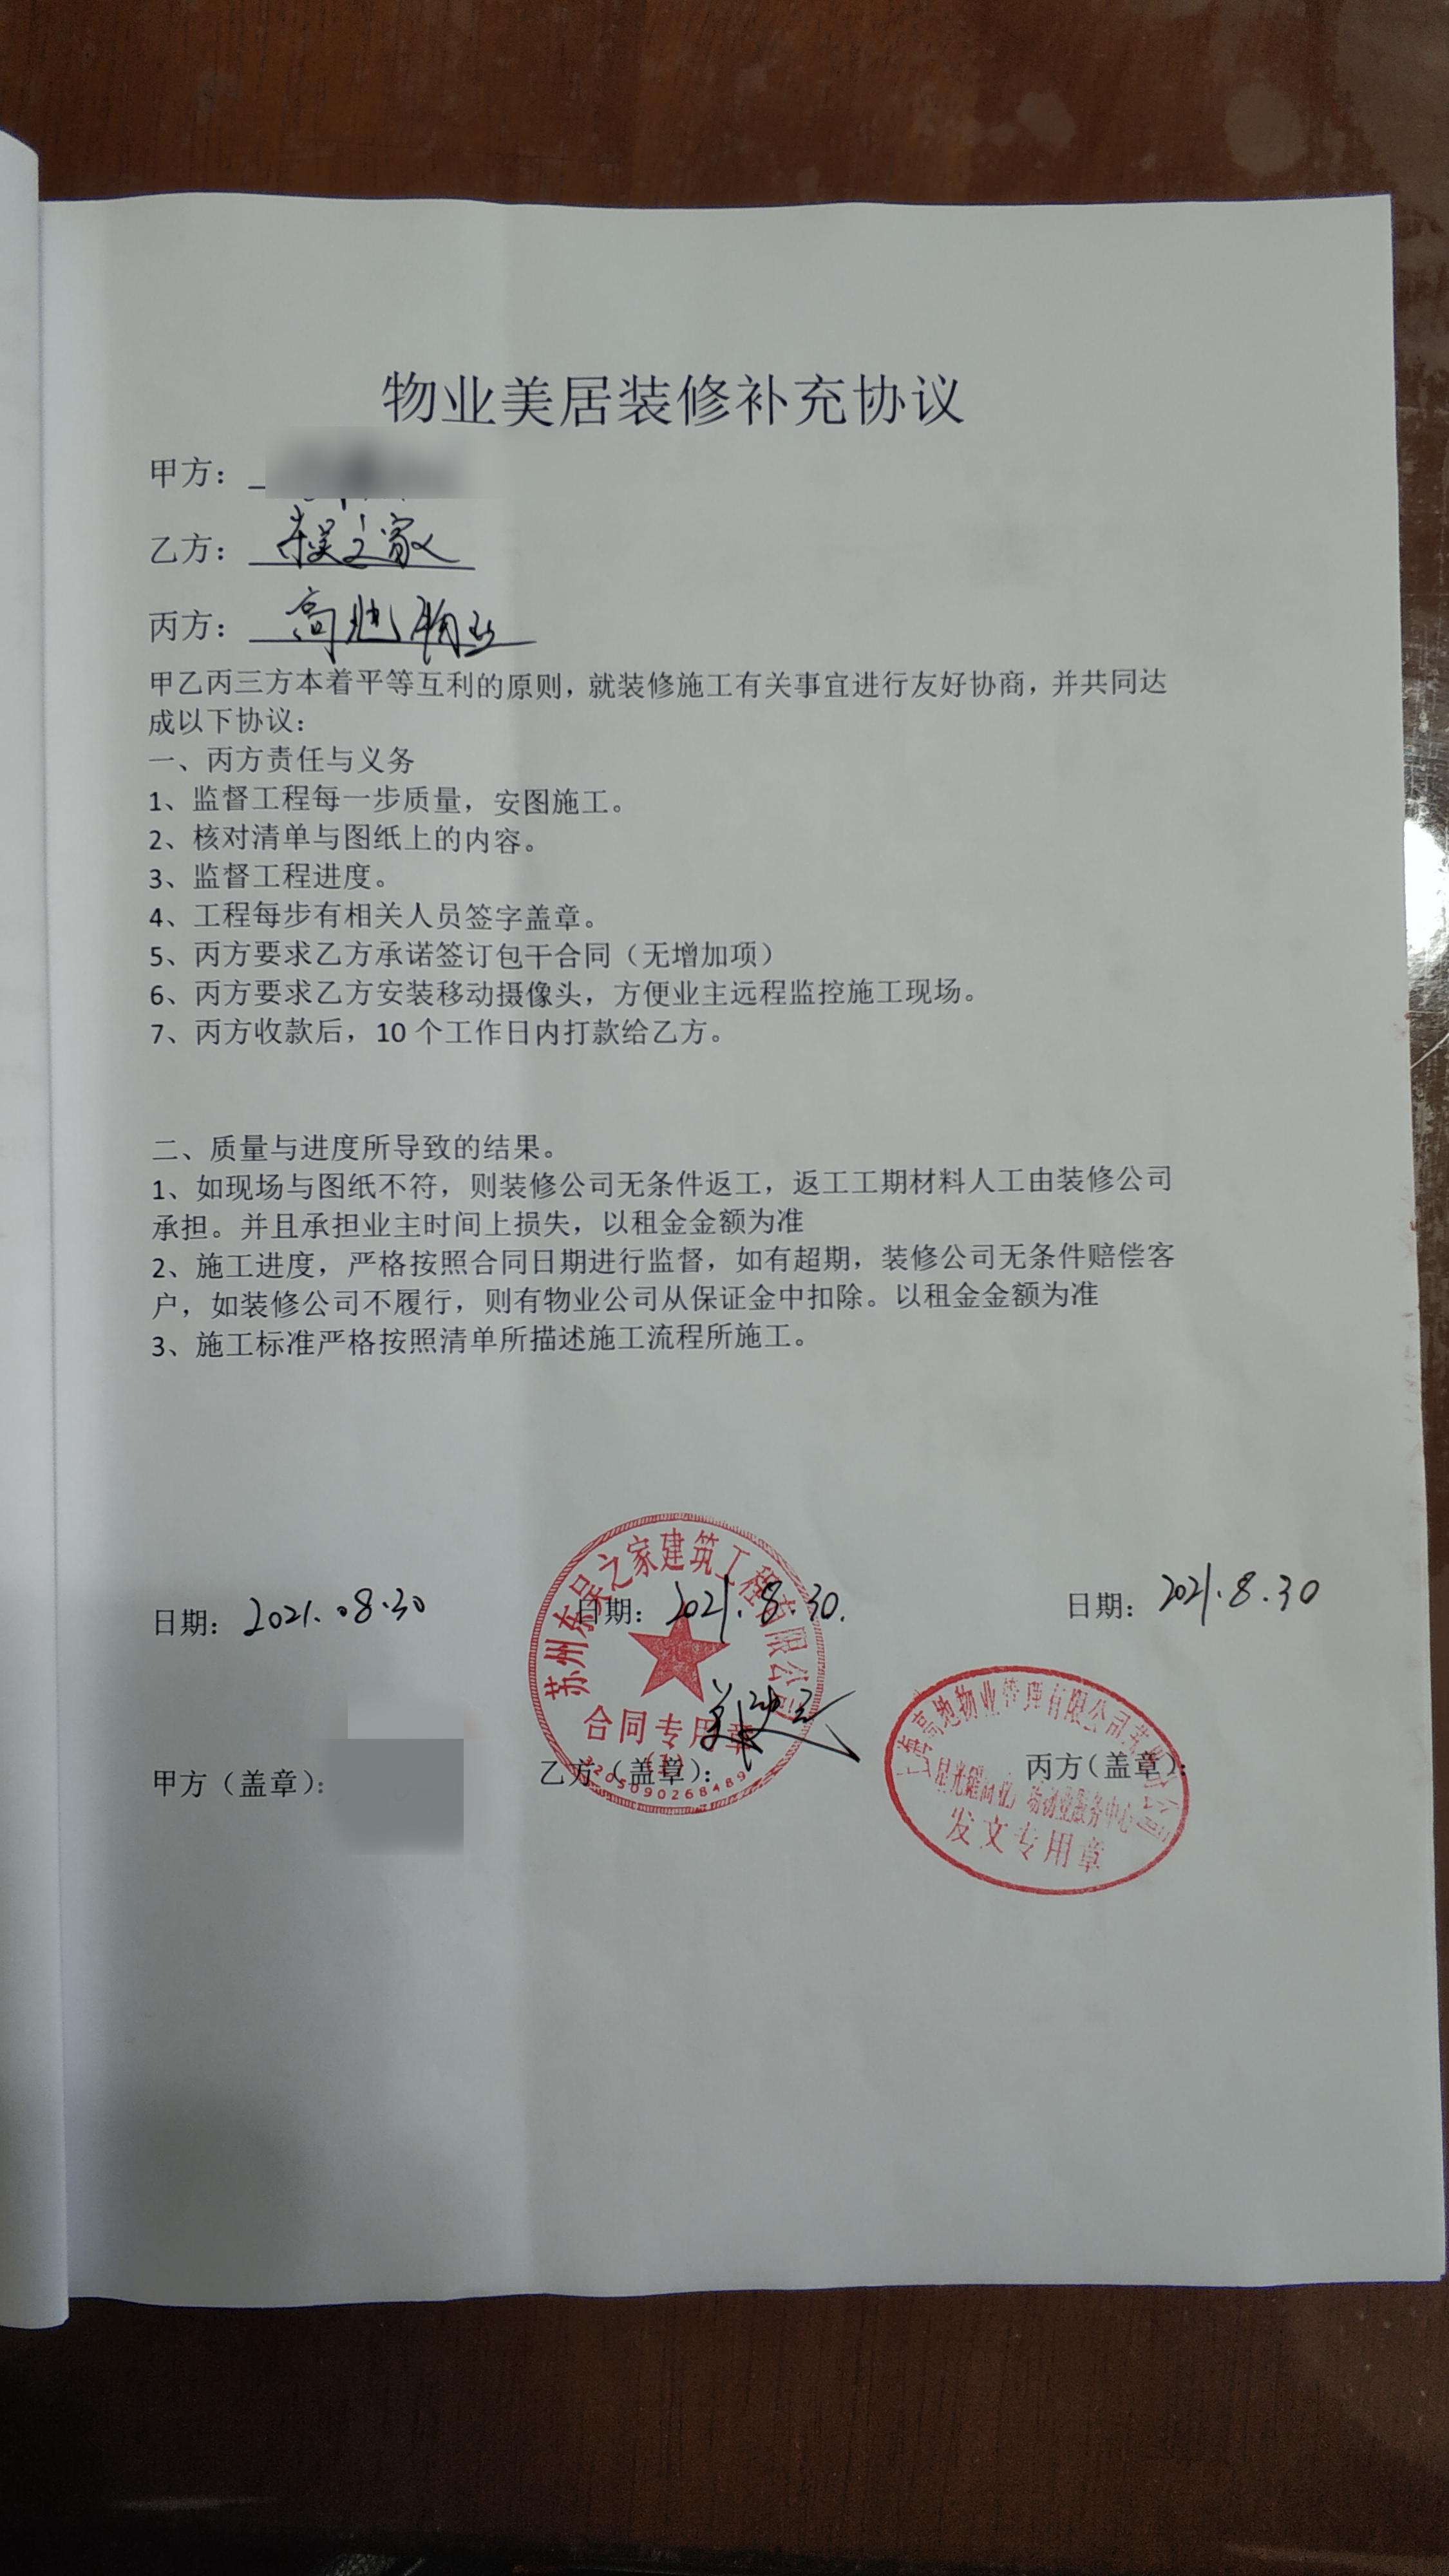 物业美居装修补充协议
甲方：
乙方：东吴之家
丙方：高地物业
甲乙丙三方本着平等互利的原则，就装修施工有关事宜进行友好协商，并共同达
成以下协议：
一、丙方责任与义务
1、监督工程每一步质量，安图施工。
2、核对清单与图纸上的内容。
3、监督工程进度。
4、工程每步有相关人员签字盖章。
5、丙方要求乙方承诺签订包干合同（无增加项）
6、丙方要求乙方安装移动摄像头，方便业主远程监控施工现场。
7、丙方收款后，10 个工作日内打款给乙方。
二、质量与进度所导致的结果。
1、如现场与图纸不符，则装修公司无条件返工，返工工期材料人工由装修公司
承担。并且承担业主时间上损失，以租金金额为准
2、施工进度，严格按照合同日期进行监督，如有超期，装修公司无条件赔偿客
户，如装修公司不履行，则有物业公司从保证金中扣除。以租金金额为准
3、施工标准严格按照清单所描述施工流程所施工。
日期：2021.08.30
日期：2021.8.30.
日期：2021.8.30
苏州东吴之家建筑工程有限公司
合同专用章
3205090268489
甲方（盖章）：
乙方（盖章）：
丙方（盖章）：
上海高地物业管理有限公司苏州分公司
星光耀商业广场物业服务中心
发文专用章